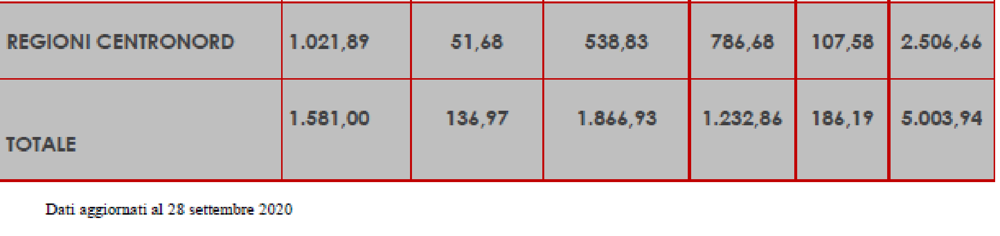 REGIONI CENTRONORD 1.021,89 51,68 538,83 786,68 107,58 2.506,66
TOTALE 1.581,00 136,97 1.866,93 1.232,86 186,19 5.003,94
Dati aggiornati al 28 settembre 2020